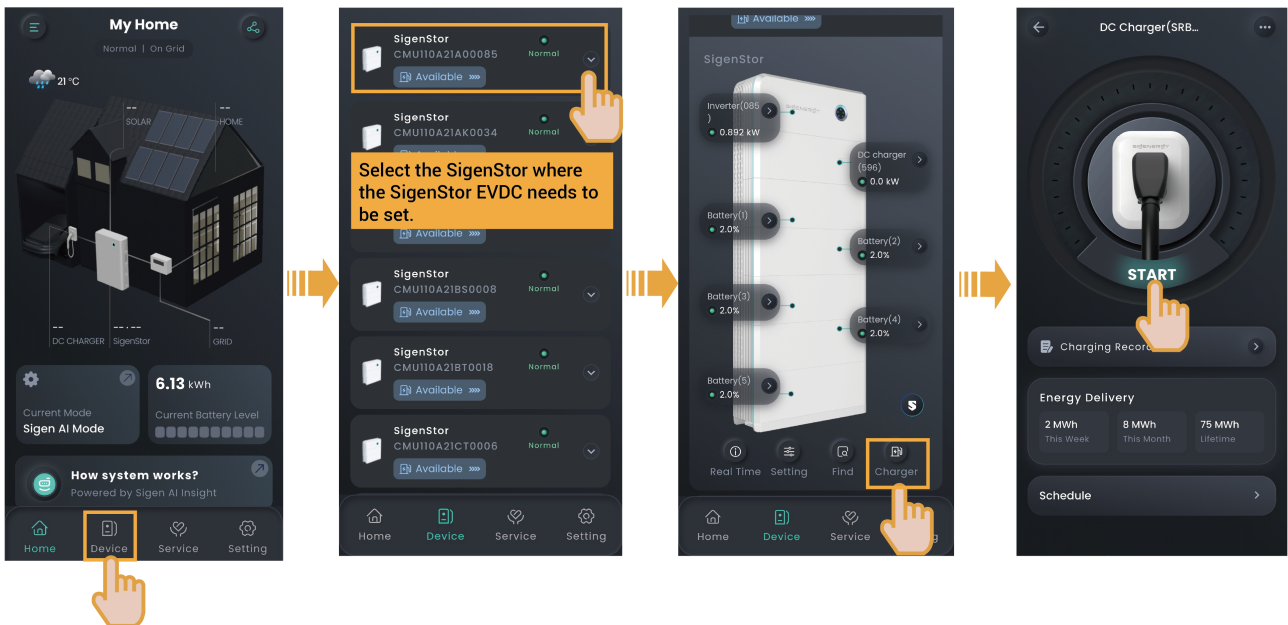 My Home
Normal | On Grid
21 °C
--
SOLAR
--
HOME
--
DC CHARGER
--.--
SigenStor
--
GRID
Current Mode
Sigen AI Mode
6.13 kWh
Current Battery Level
How system works?
Powered by Sigen AI Insight
Home
Device
Service
Setting
SigenStor
CMU110A21A00085
Normal
Available
SigenStor
CMU110A21AK0034
Normal
Select the SigenStor where
the SigenStor EVDC needs to
be set.
Available
SigenStor
CMU110A21BS0008
Normal
Available
SigenStor
CMU110A21BT0018
Normal
Available
SigenStor
CMU110A21CT0006
Normal
Available
Home
Device
Service
Setting
Available
SigenStor
Inverter(085
)
0.892 kW
DC charger
(596)
0.0 kW
Battery(1)
2.0%
Battery(2)
2.0%
Battery(3)
2.0%
Battery(4)
2.0%
Battery(5)
2.0%
Real Time
Setting
Find
Charger
Home
Device
Service
DC Charger(SRB...
START
Charging Record
Energy Delivery
2 MWh
This Week
8 MWh
This Month
75 MWh
Lifetime
Schedule